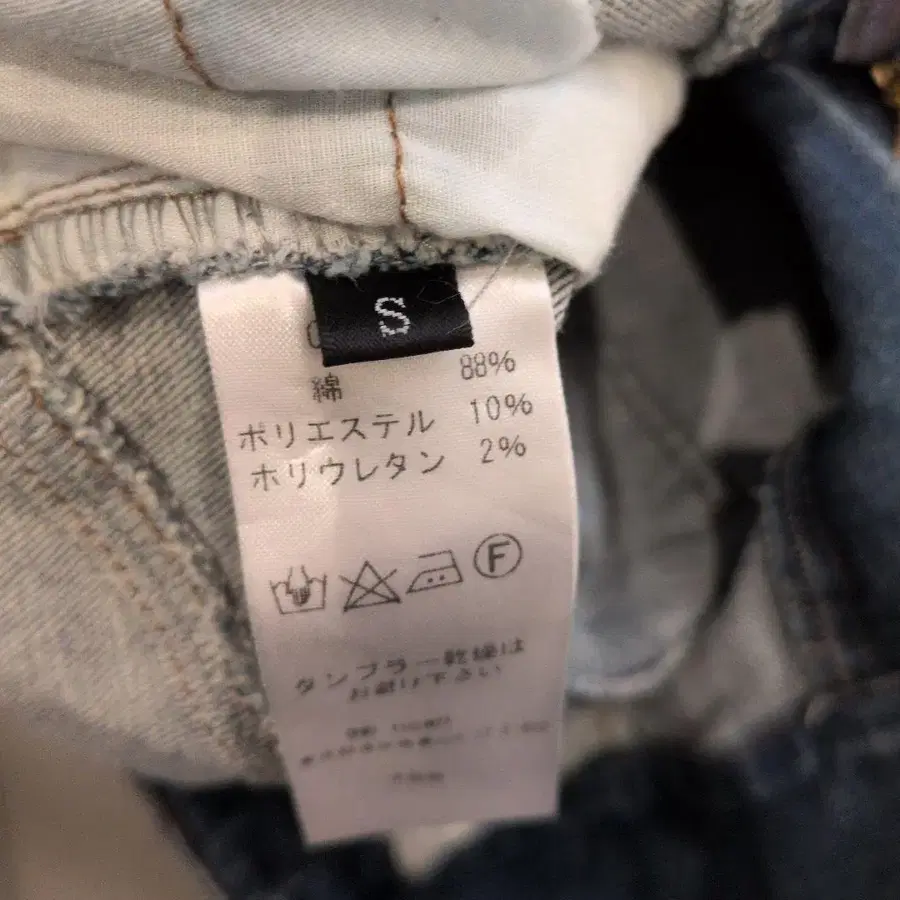 S
綿 88%
ポリエステル 10%
ポリウレタン 2%
F
タンブラー乾燥は
お避け下さい